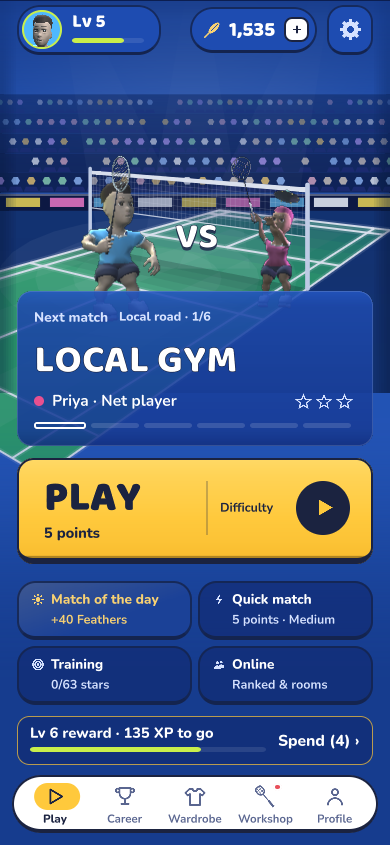 Lv 5
1,535
+
VS
Next match Local road · 1/6
LOCAL GYM
Priya · Net player
PLAY
5 points
Difficulty
Match of the day
+40 Feathers
Quick match
5 points · Medium
Training
0/63 stars
Online
Ranked & rooms
Lv 6 reward · 135 XP to go
Spend (4) ›
Play
Career
Wardrobe
Workshop
Profile